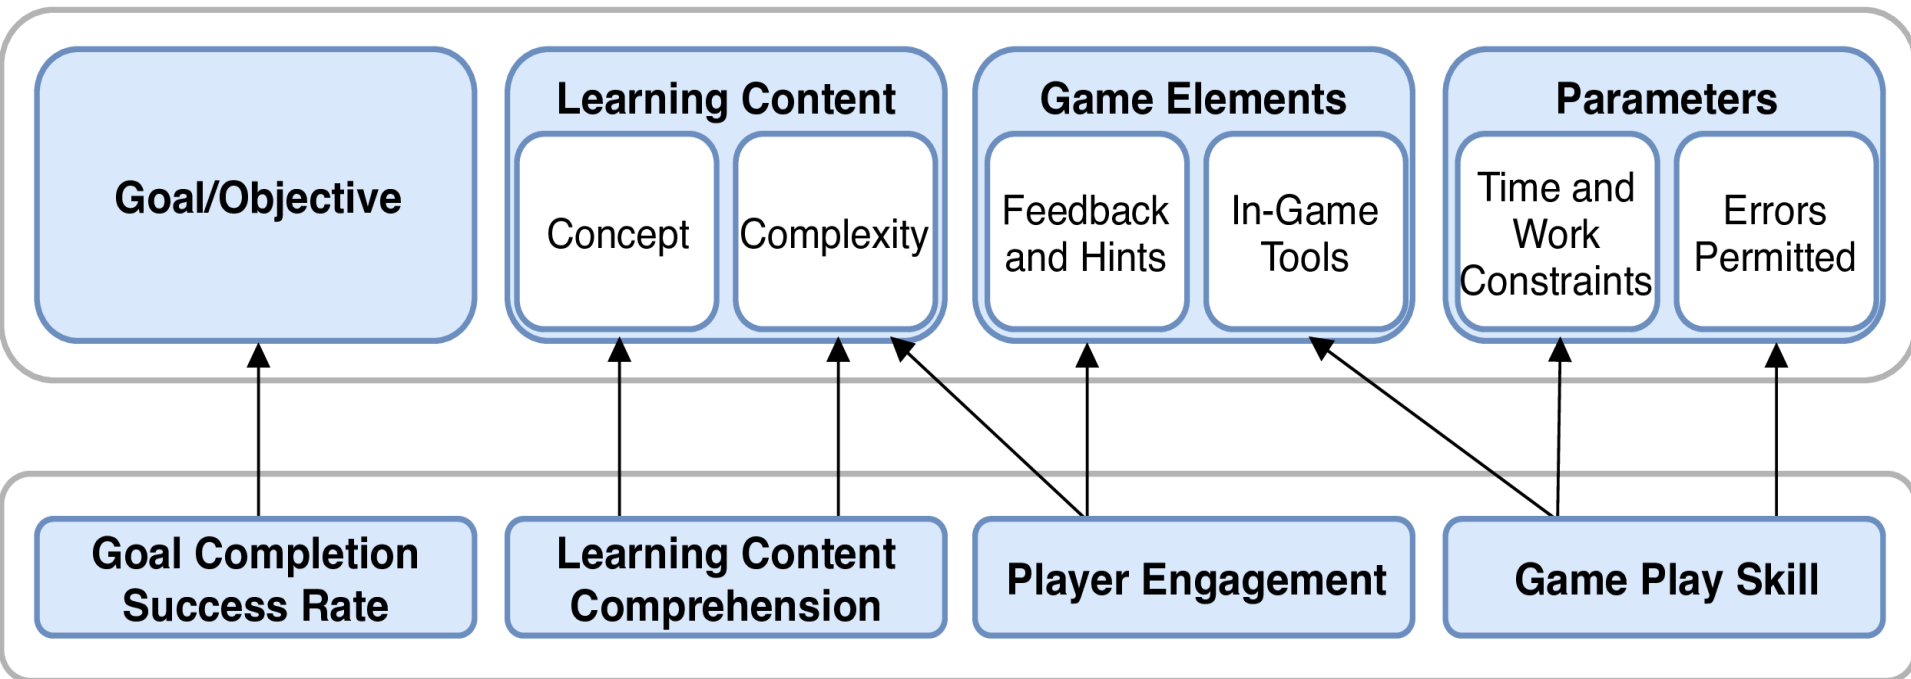 Goal/Objective
Learning Content
Concept
Complexity
Game Elements
Feedback
and Hints
In-Game
Tools
Parameters
Time and
Work
Constraints
Errors
Permitted
Goal Completion
Success Rate
Learning Content
Comprehension
Player Engagement
Game Play Skill